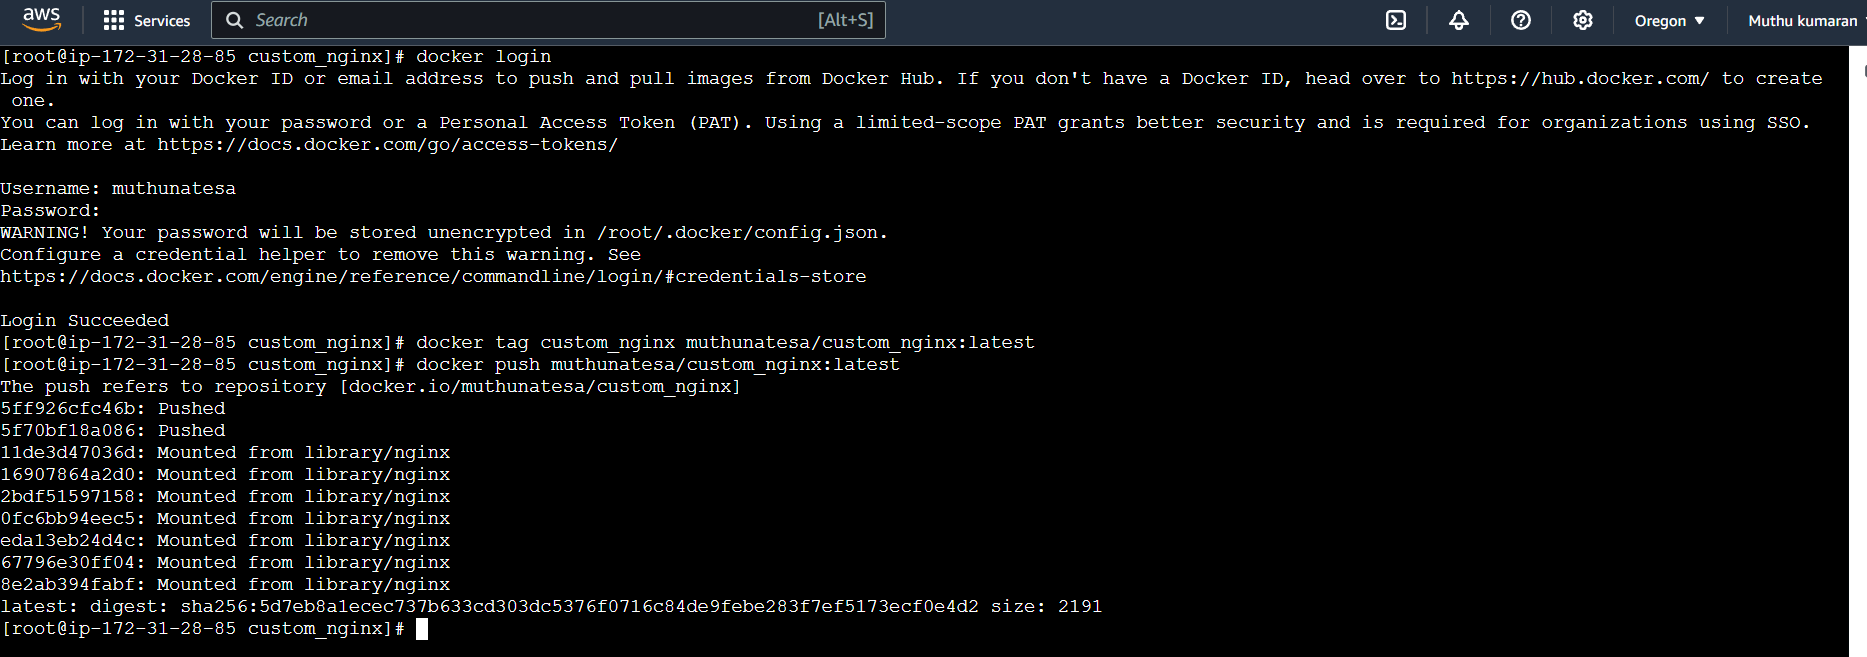 aws Services Search [Alt+S] Oregon Muthu kumaran
[root@ip-172-31-28-85 custom_nginx]# docker login
Log in with your Docker ID or email address to push and pull images from Docker Hub. If you don't have a Docker ID, head over to https://hub.docker.com/ to create
one.
You can log in with your password or a Personal Access Token (PAT). Using a limited-scope PAT grants better security and is required for organizations using SSO.
Learn more at https://docs.docker.com/go/access-tokens/
Username: muthunatesa
Password:
WARNING! Your password will be stored unencrypted in /root/.docker/config.json.
Configure a credential helper to remove this warning. See
https://docs.docker.com/engine/reference/commandline/login/#credentials-store
Login Succeeded
[root@ip-172-31-28-85 custom_nginx]# docker tag custom_nginx muthunatesa/custom_nginx:latest
[root@ip-172-31-28-85 custom_nginx]# docker push muthunatesa/custom_nginx:latest
The push refers to repository [docker.io/muthunatesa/custom_nginx]
5ff926cfc46b: Pushed
5f70bf18a086: Pushed
11de3d47036d: Mounted from library/nginx
16907864a2d0: Mounted from library/nginx
2bdf51597158: Mounted from library/nginx
0fc6bb94eec5: Mounted from library/nginx
eda13eb24d4c: Mounted from library/nginx
67796e30ff04: Mounted from library/nginx
8e2ab394fabf: Mounted from library/nginx
latest: digest: sha256:5d7eb8a1ecec737b633cd303dc5376f0716c84de9febe283f7ef5173ecf0e4d2 size: 2191
[root@ip-172-31-28-85 custom_nginx]#